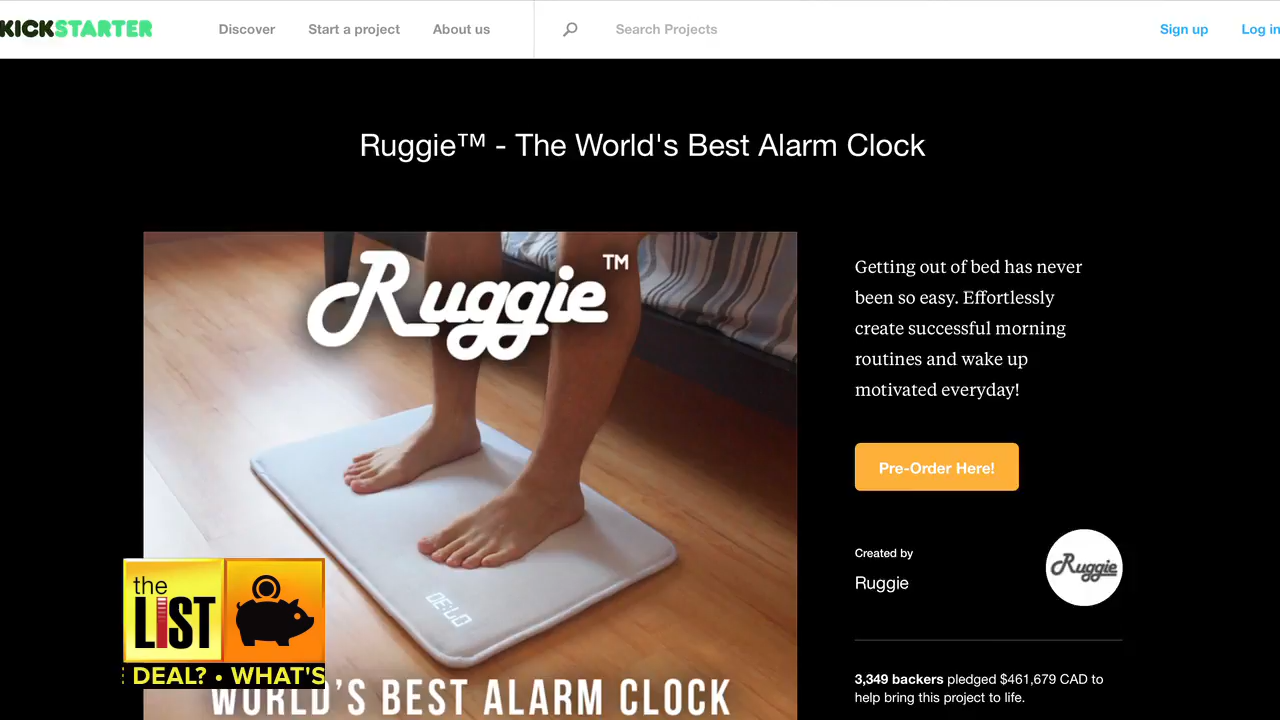 KICKSTARTER
Discover
Start a project
About us
Search Projects
Sign up
Log in
Ruggie™ - The World's Best Alarm Clock
Ruggie™
Getting out of bed has never
been so easy. Effortlessly
create successful morning
routines and wake up
motivated everyday!
Pre-Order Here!
Created by
Ruggie
Ruggie
3,349 backers pledged $461,679 CAD to
help bring this project to life.
the
LIST
DEAL? • WHAT'S
WORLD'S BEST ALARM CLOCK